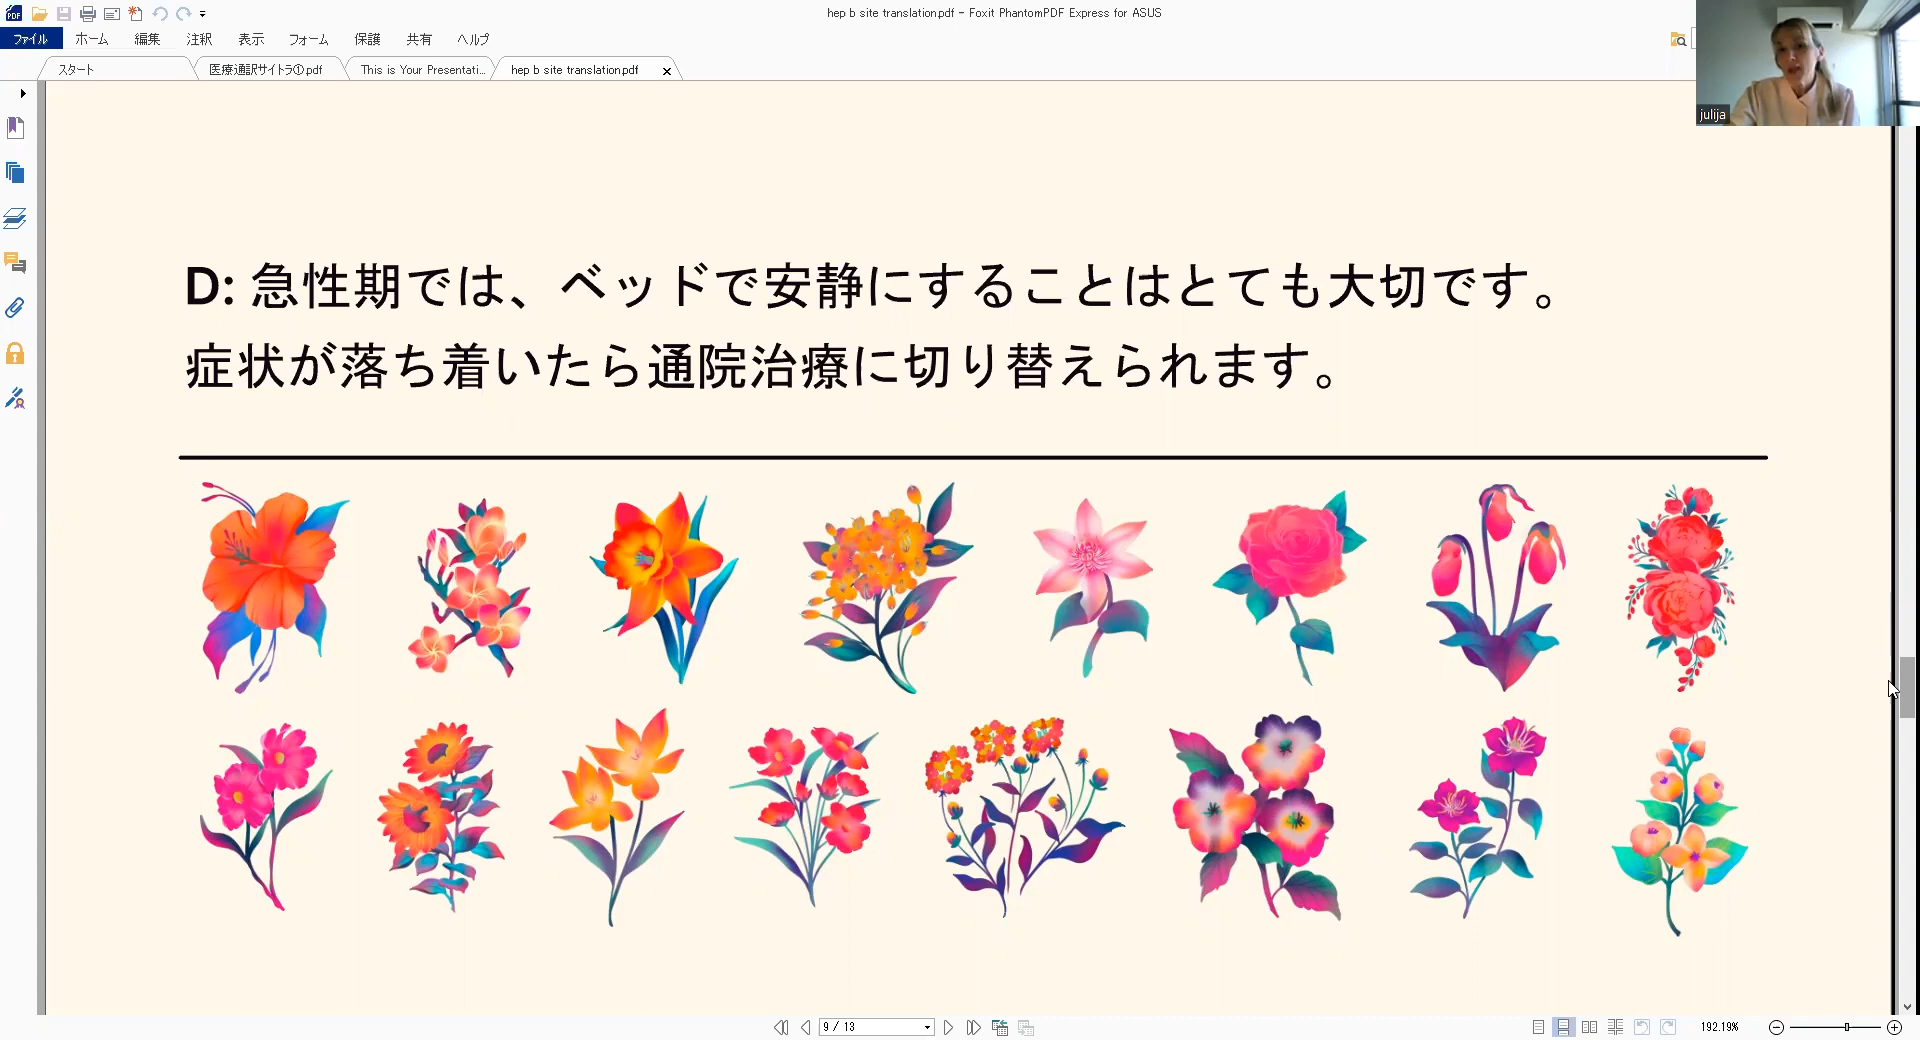 hep b site translation.pdf - Foxit PhantomPDF Express for ASUS
ファイル ホーム 編集 注釈 表示 フォーム 保護 共有 ヘルプ
スタート 医療通訳サイトラ①.pdf This is Your Presentati... hep b site translation.pdf
julija
D: 急性期では、ベッドで安静にすることはとても大切です。
症状が落ち着いたら通院治療に切り替えられます。
9 / 13
192.19%